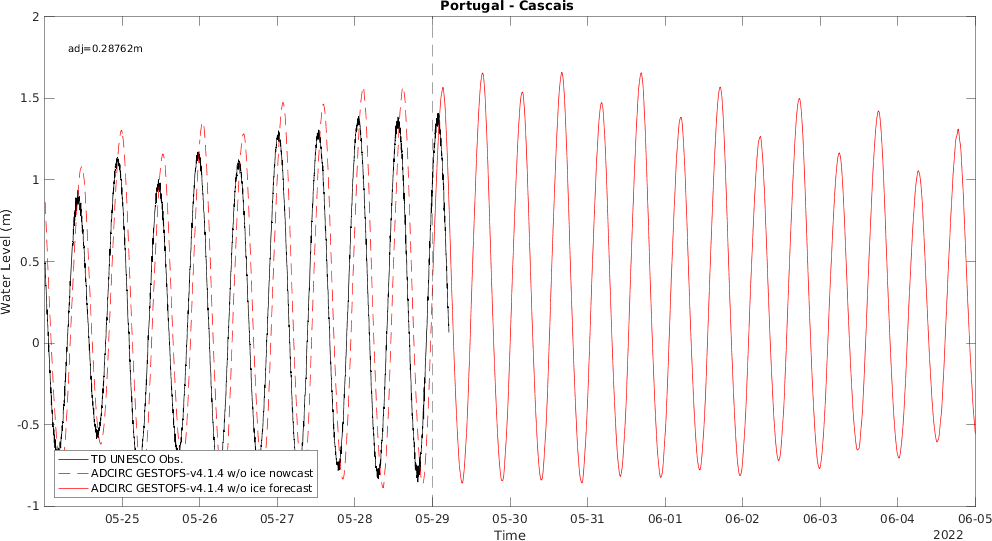 Portugal - Cascais
adj=0.28762m
Water Level (m)
2
1.5
1
0.5
0
-0.5
-1
TD UNESCO Obs.
ADCIRC GESTOFS-v4.1.4 w/o ice nowcast
ADCIRC GESTOFS-v4.1.4 w/o ice forecast
05-25 05-26 05-27 05-28 05-29 05-30 05-31 06-01 06-02 06-03 06-04 06-05
Time
2022